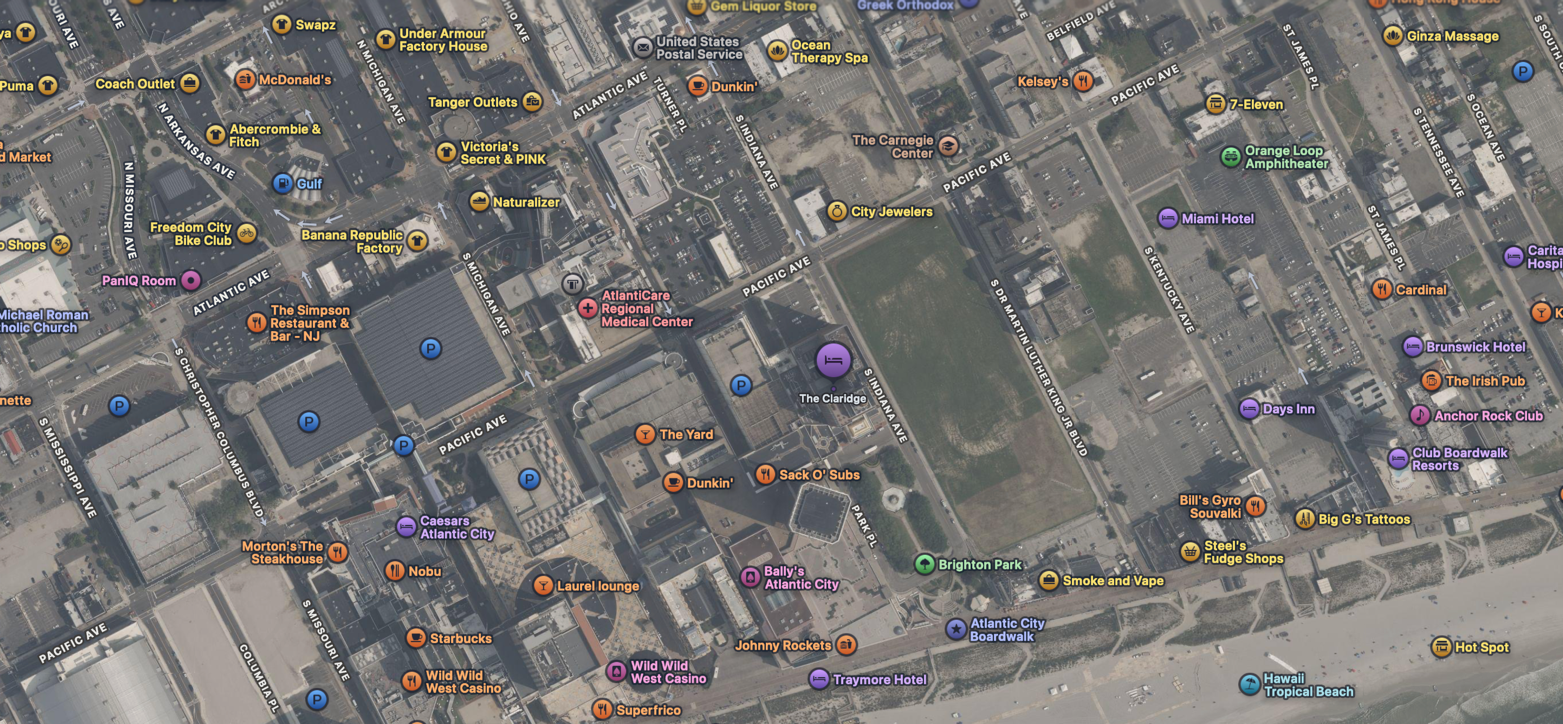 Gem Liquor Store
Greek Orthodox
Swapz
Under Armour
Factory House
United States
Postal Service
Ocean
Therapy Spa
BELFIELD AVE
Ginza Massage
Puma
Coach Outlet
McDonald's
N MICHIGAN AVE
Tanger Outlets
ATLANTIC AVE
TURNER PL
Dunkin'
Kelsey's
PACIFIC AVE
ST JAMES PL
7-Eleven
S OCEAN AVE
S TENNESSEE AVE
N ARKANSAS AVE
Abercrombie &
Fitch
Victoria's
Secret & PINK
S INDIANA AVE
The Carnegie
Center
Orange Loop
Amphitheater
d Market
N MISSOURI AVE
Gulf
Naturalizer
City Jewelers
PACIFIC AVE
Miami Hotel
ST JAMES PL
Freedom City
Bike Club
Banana Republic
Factory
Shops
PanIQ Room
ATLANTIC AVE
S MICHIGAN AVE
PACIFIC AVE
S KENTUCKY AVE
Cardinal
Michael Roman
tholic Church
The Simpson
Restaurant &
Bar - NJ
AtlantiCare
Regional
Medical Center
S DR MARTIN LUTHER KING JR BLVD
Brunswick Hotel
The Irish Pub
Anchor Rock Club
nette
S CHRISTOPHER COLUMBUS BLVD
P
P
P
P
P
P
P
The Claridge
S INDIANA AVE
Days Inn
Club Boardwalk
Resorts
S MISSISSIPPI AVE
PACIFIC AVE
The Yard
Dunkin'
Sack O' Subs
PARK PL
Bill's Gyro
Souvalki
Big G's Tattoos
Caesars
Atlantic City
Morton's The
Steakhouse
Nobu
Laurel lounge
Bally's
Atlantic City
Brighton Park
Steel's
Fudge Shops
Smoke and Vape
PACIFIC AVE
COLUMBIA PL
S MISSOURI AVE
Starbucks
Johnny Rockets
Atlantic City
Boardwalk
Hot Spot
P
Wild Wild
West Casino
Wild Wild
West Casino
Traymore Hotel
Hawaii
Tropical Beach
Superfrico